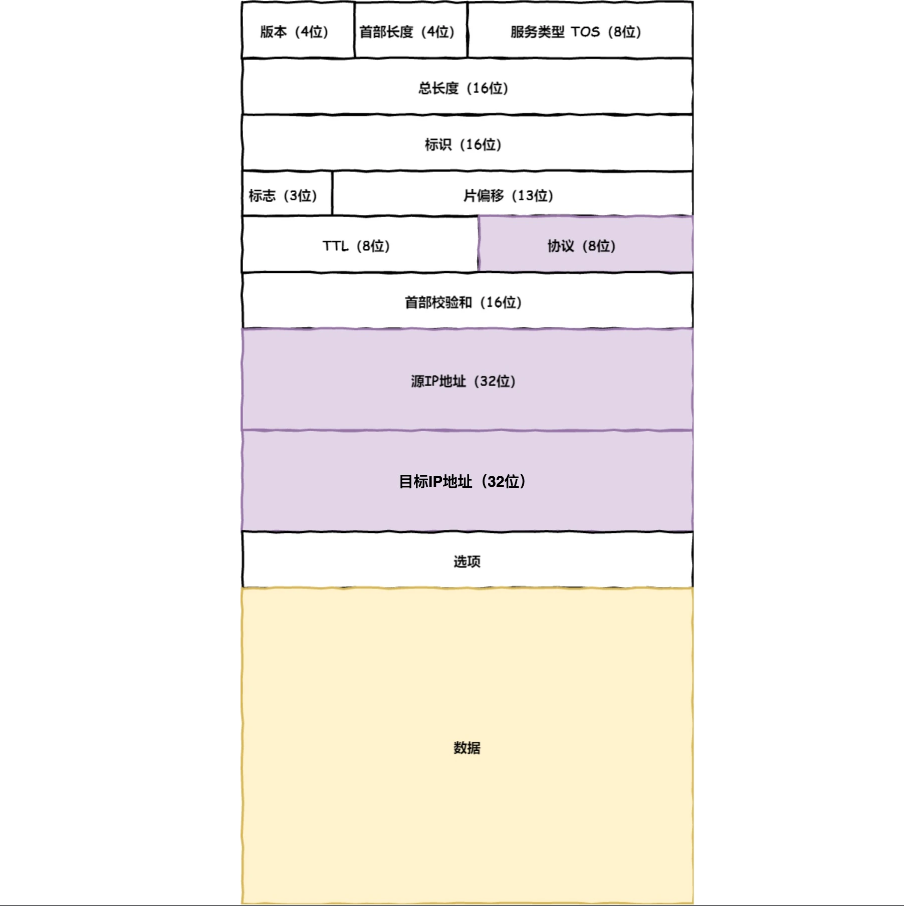 版本（4位）
首部长度（4位）
服务类型 TOS（8位）
总长度（16位）
标识（16位）
标志（3位）
片偏移（13位）
TTL（8位）
协议（8位）
首部校验和（16位）
源IP地址（32位）
目标IP地址（32位）
选项
数据